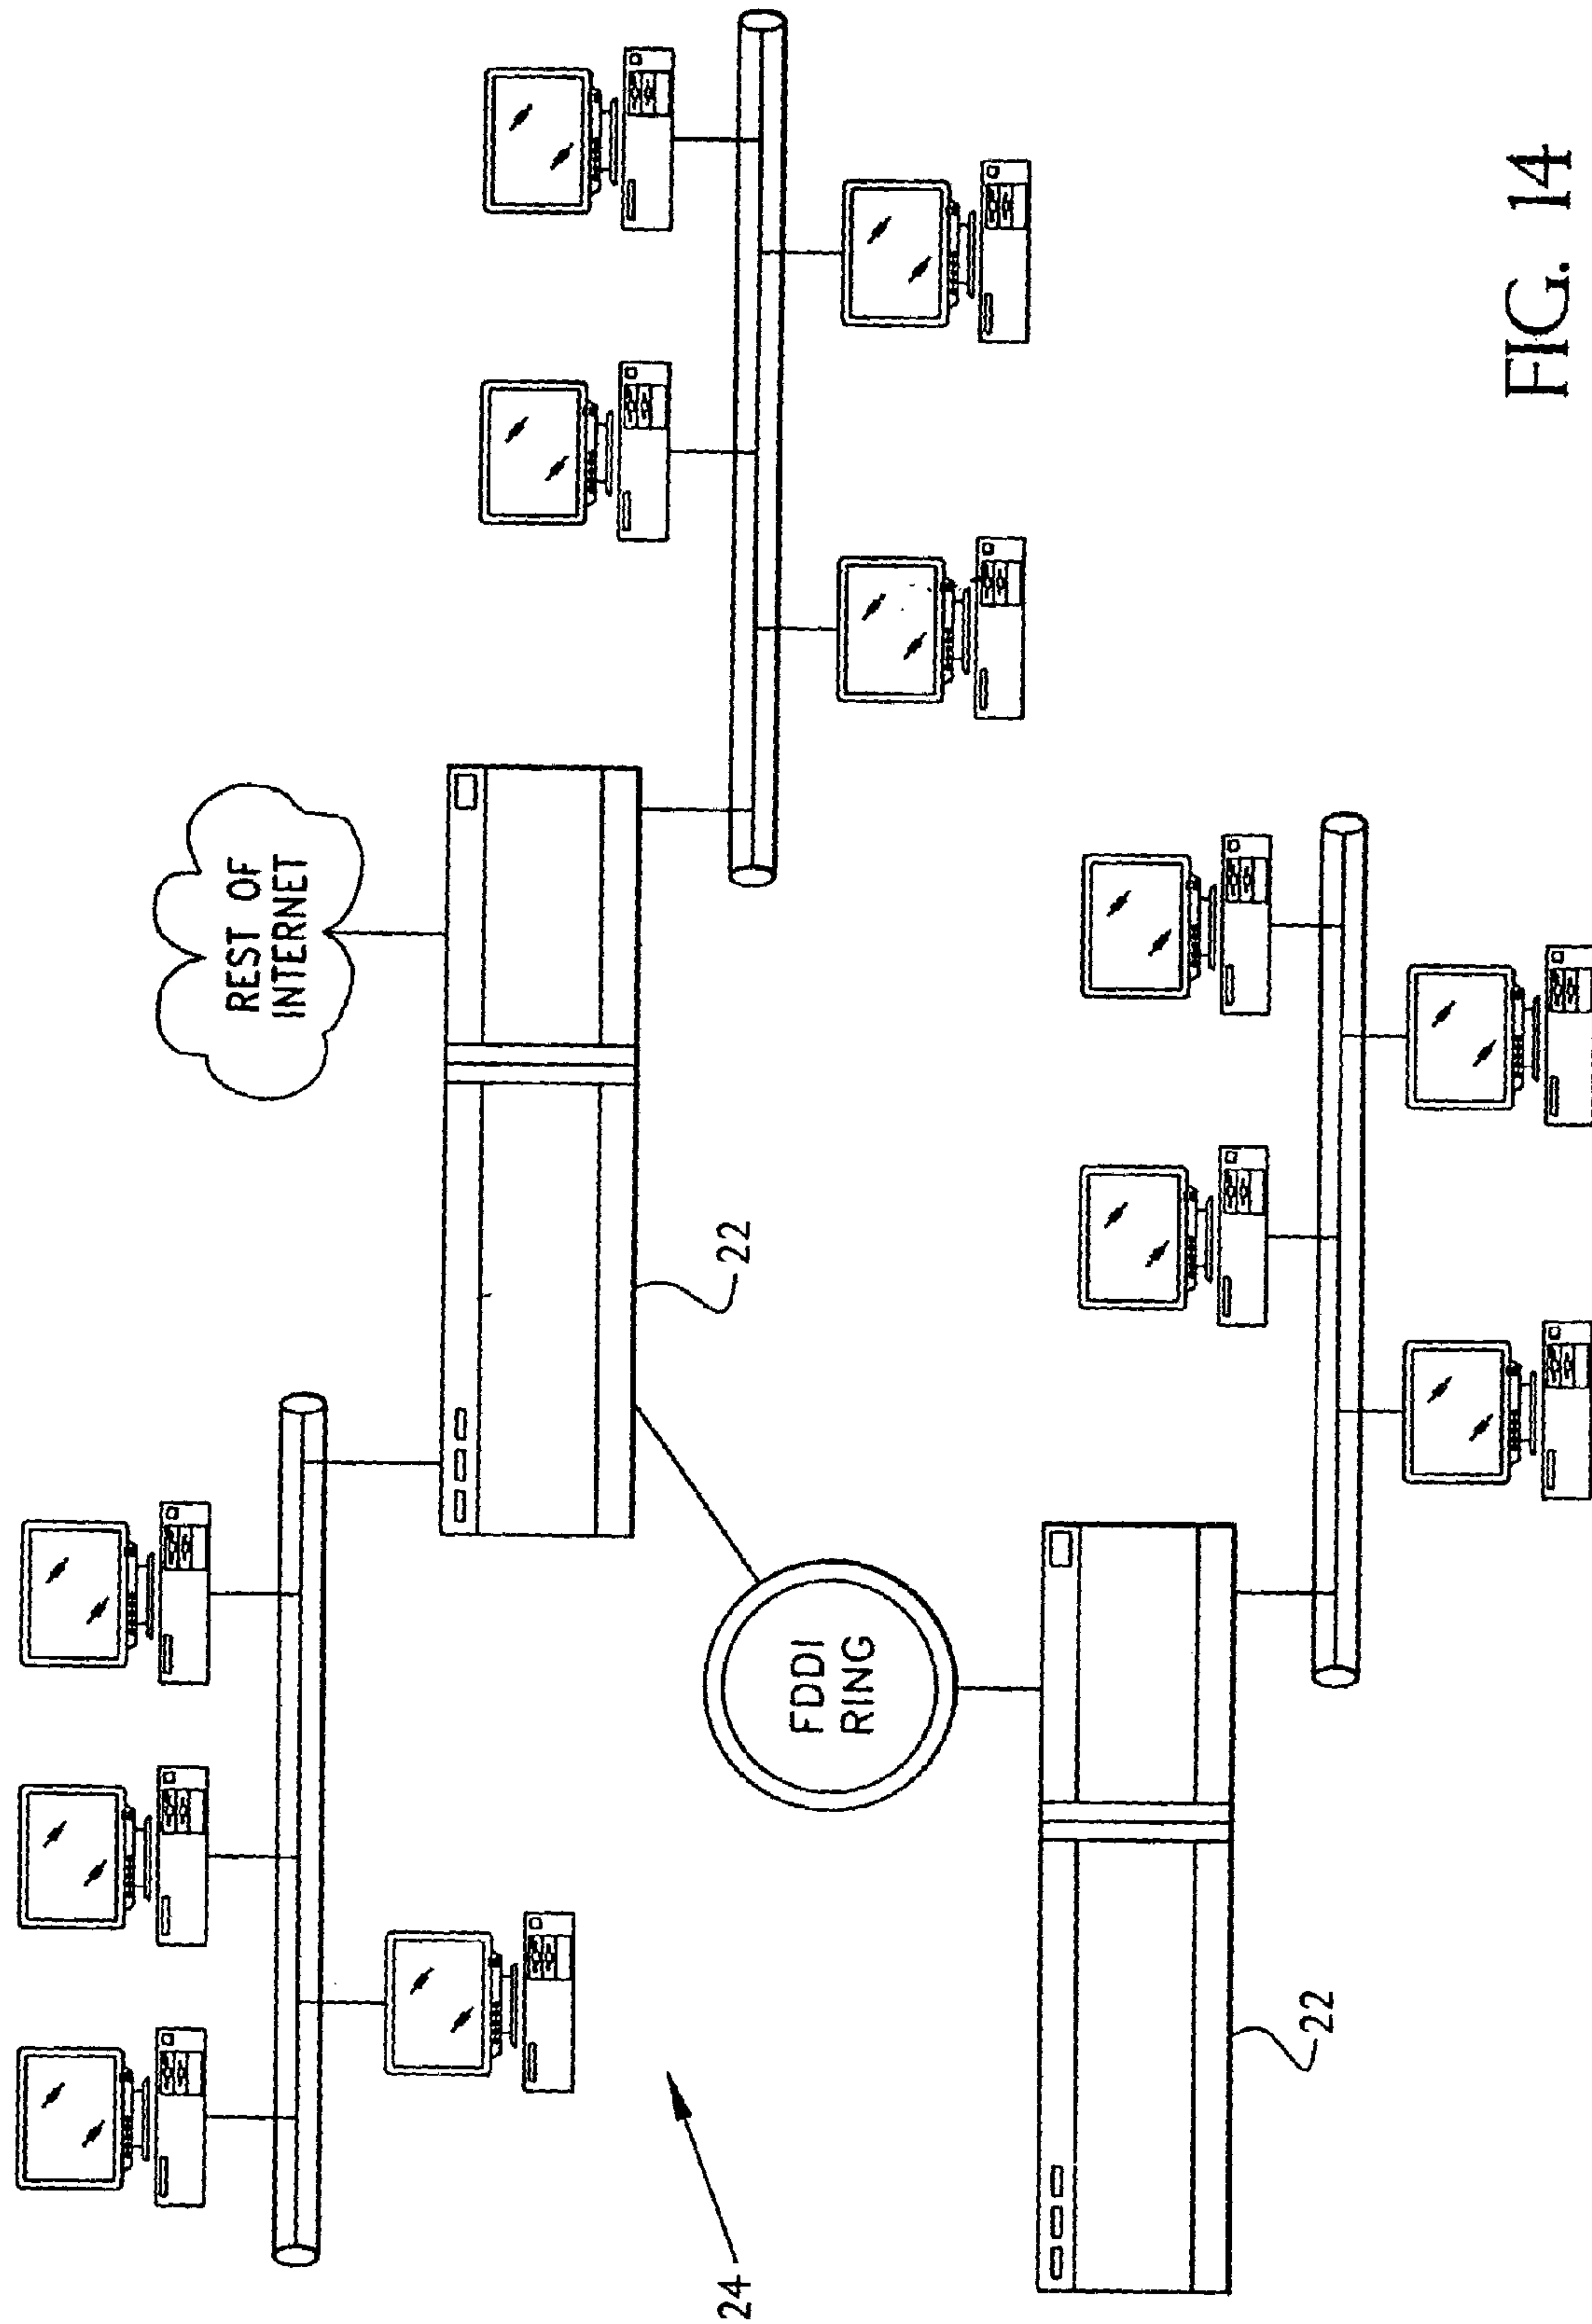 REST OF
INTERNET
22
FDDI
RING
24
22
FIG. 14